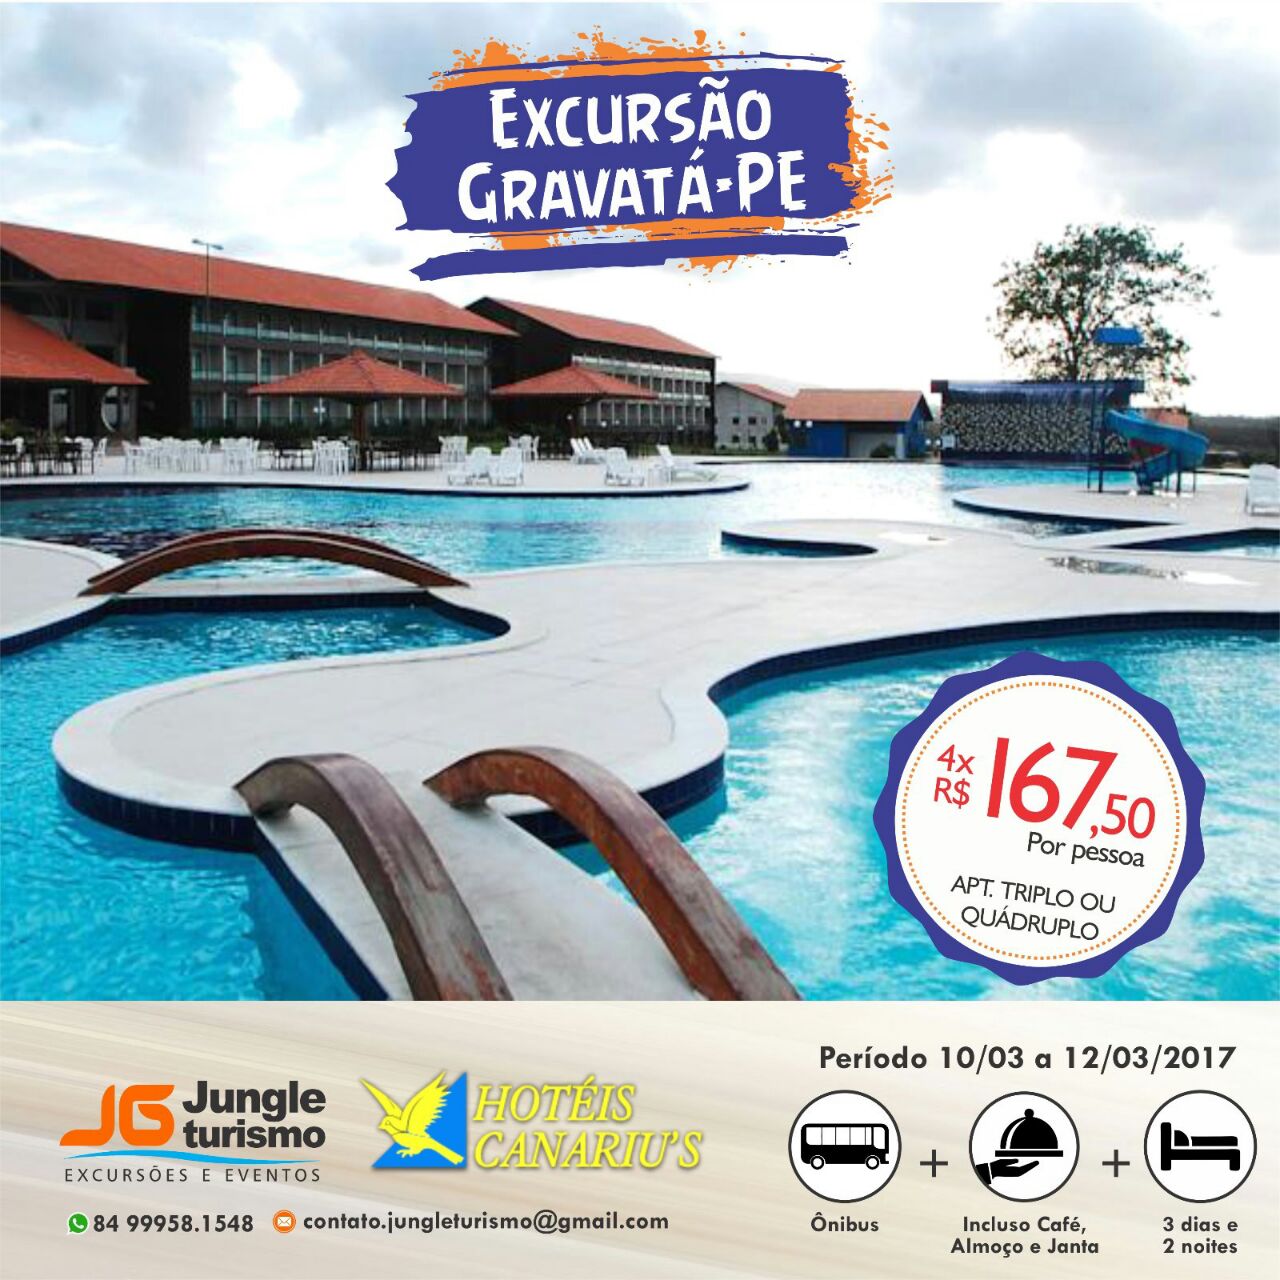 EXCURSÃO
GRAVATÁ-PE
4x
R$ 167,50
Por pessoa
APT. TRIPLO OU
QUÁDRUPLO
Período 10/03 a 12/03/2017
JG Jungle
turismo
EXCURSÕES E EVENTOS
HOTÉIS
CANARIU'S
84 99958.1548 contato.jungleturismo@gmail.com
Ônibus
+
Incluso Café,
Almoço e Janta
+
3 dias e
2 noites